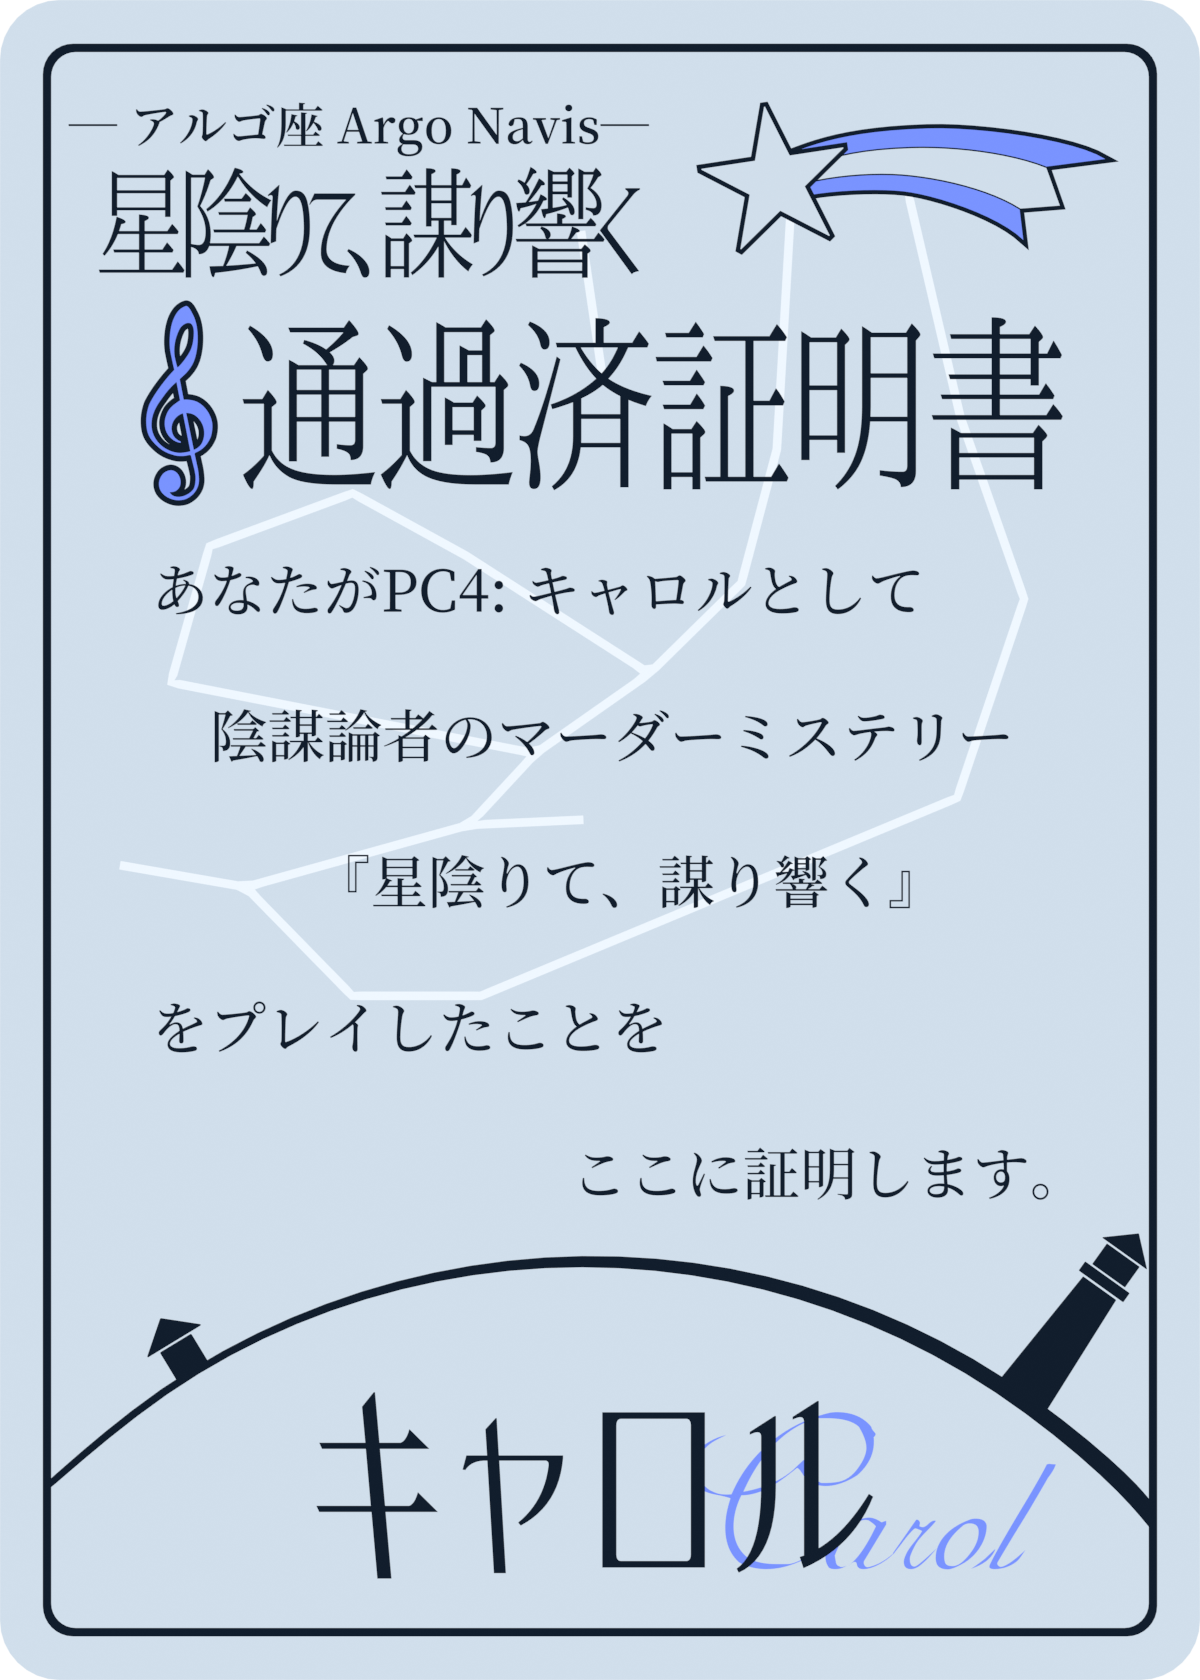 — アルゴ座 Argo Navis—
星陰りて、謀り響く
通過済証明書
あなたがPC4: キャロルとして
陰謀論者のマーダーミステリー
『星陰りて、謀り響く』
をプレイしたことを
ここに証明します。
キャロル
Carol